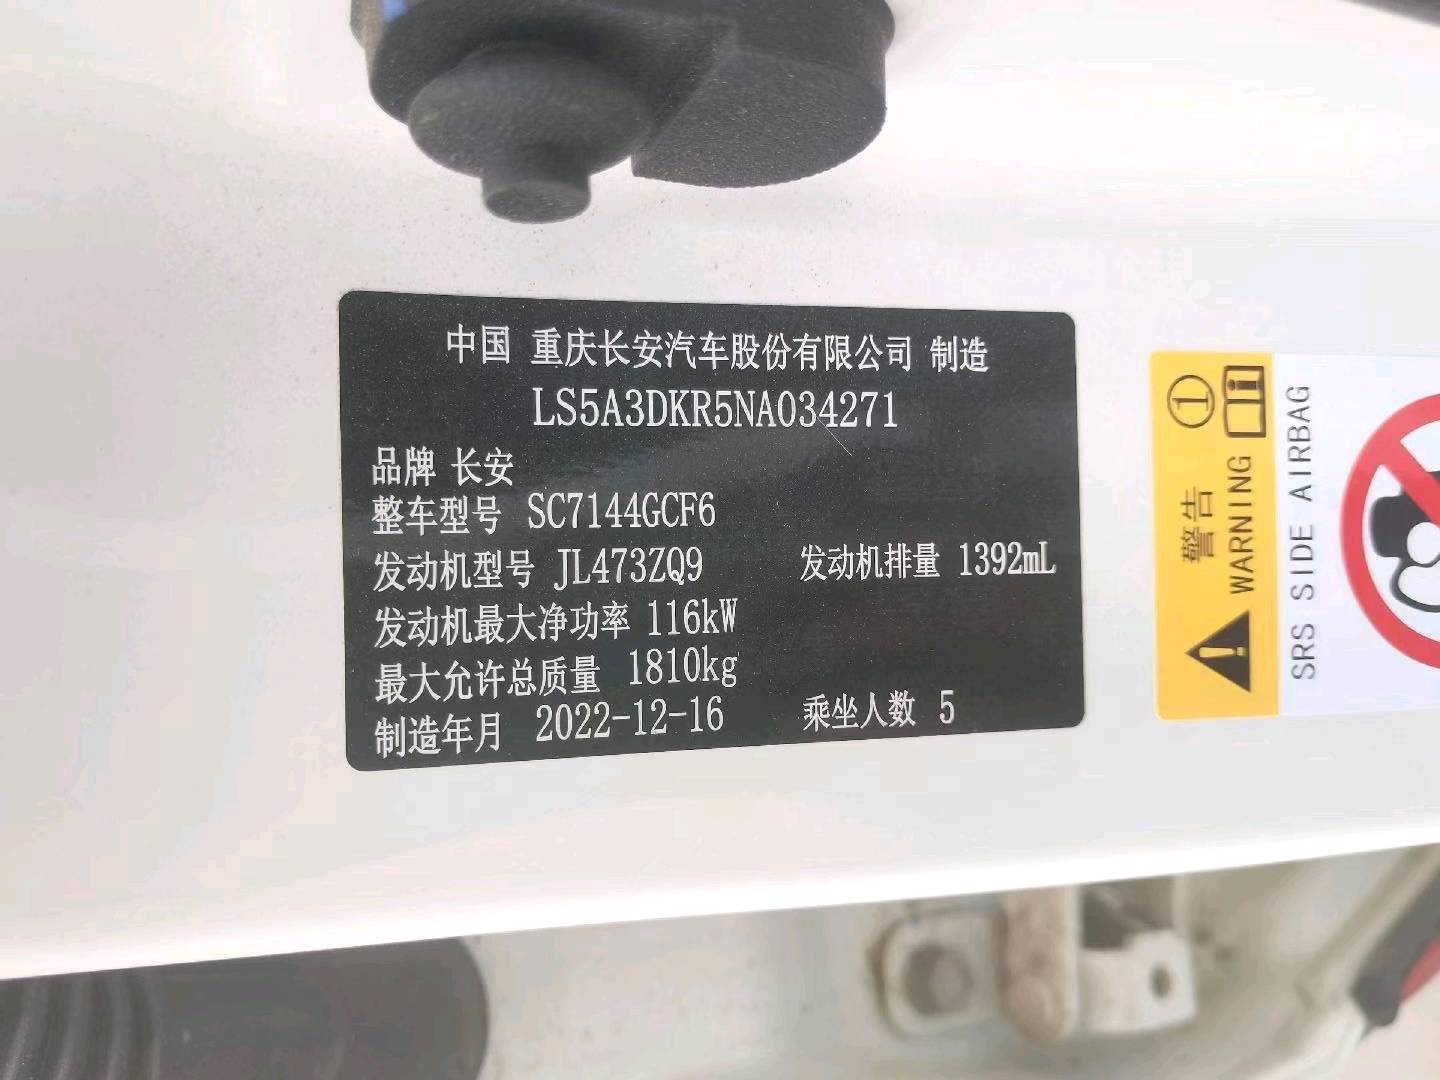 中国 重庆长安汽车股份有限公司 制造
LS5A3DKR5NA034271
品牌 长安
整车型号 SC7144GCF6
发动机型号 JL473ZQ9 发动机排量 1392mL
发动机最大净功率 116kW
最大允许总质量 1810kg
制造年月 2022-12-16 乘坐人数 5
警告
WARNING
SRS SIDE AIRBAG